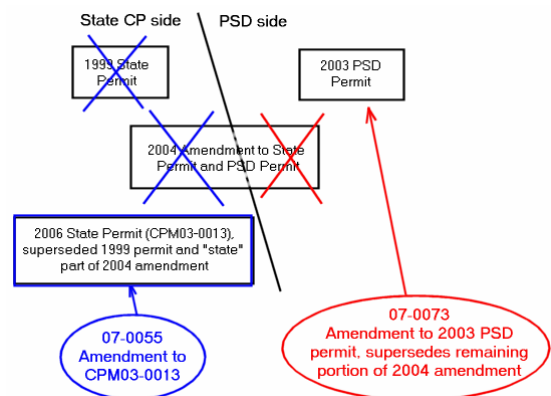 State CP side
PSD side
1999 State
Permit
2003 PSD
Permit
2004 Amendment to State
Permit and PSD Permit
2006 State Permit (CPM03-0013),
superseded 1999 permit and "state"
part of 2004 amendment
07-0055
Amendment to
CPM03-0013
07-0073
Amendment to 2003 PSD
permit, supersedes remaining
portion of 2004 amendment